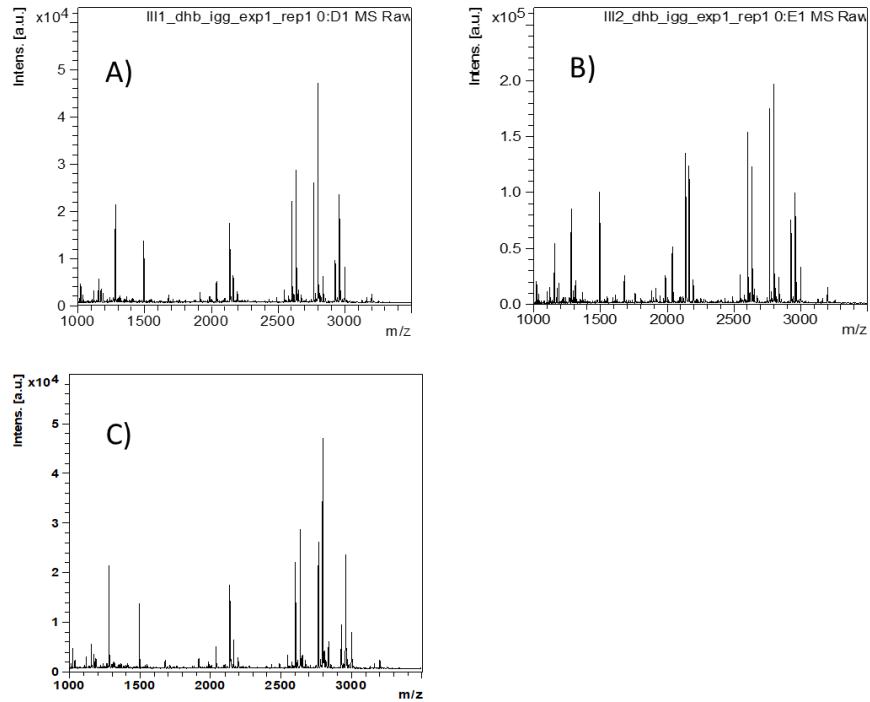 x10⁴
III1_dhb_igg_exp1_rep1 0:D1 MS Raw
Intens. [a.u.]
A)
5
4
3
2
1
0
1000 1500 2000 2500 3000
m/z
x10⁵
III2_dhb_igg_exp1_rep1 0:E1 MS Raw
Intens. [a.u.]
B)
2.0
1.5
1.0
0.5
0.0
1000 1500 2000 2500 3000
m/z
x10⁴
Intens. [a.u.]
C)
5
4
3
2
1
0
1000 1500 2000 2500 3000
m/z